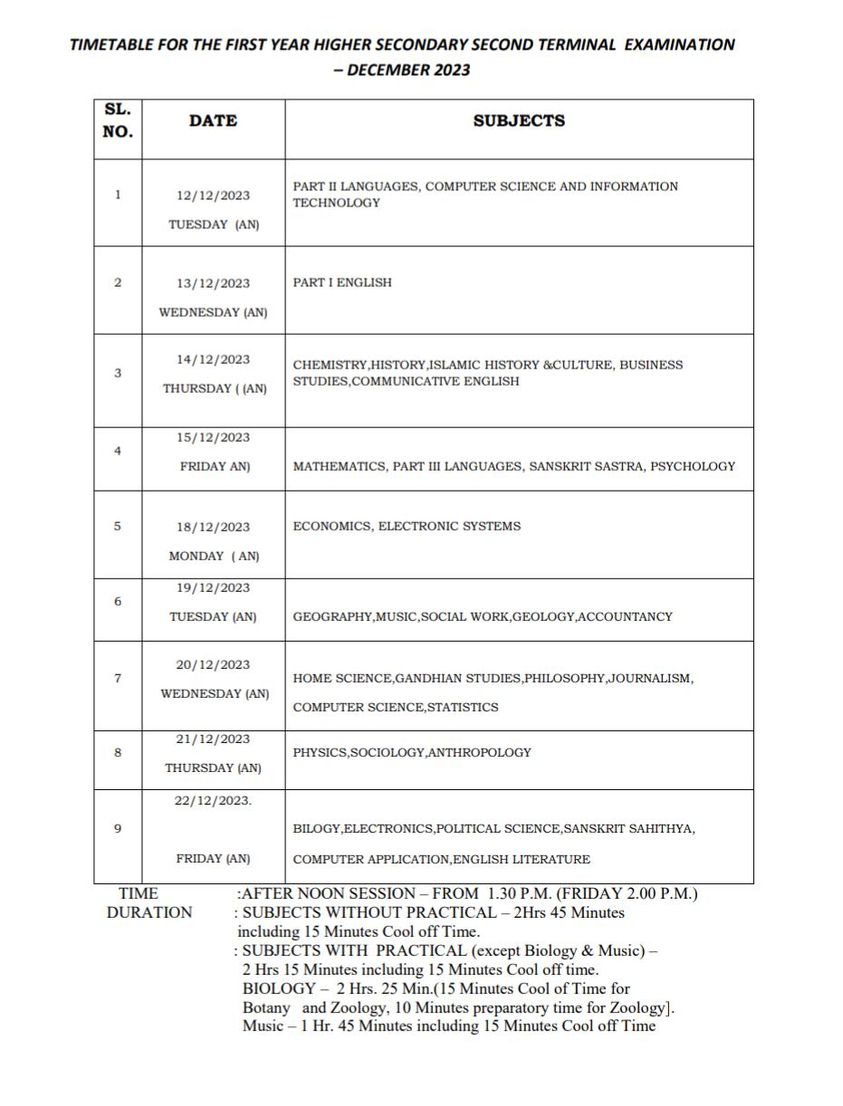 TIMETABLE FOR THE FIRST YEAR HIGHER SECONDARY SECOND TERMINAL EXAMINATION
– DECEMBER 2023
SL. NO. DATE SUBJECTS
1 12/12/2023 TUESDAY (AN) PART II LANGUAGES, COMPUTER SCIENCE AND INFORMATION
TECHNOLOGY
2 13/12/2023 WEDNESDAY (AN) PART I ENGLISH
3 14/12/2023 THURSDAY ( (AN) CHEMISTRY,HISTORY,ISLAMIC HISTORY &CULTURE, BUSINESS
STUDIES,COMMUNICATIVE ENGLISH
4 15/12/2023 FRIDAY AN) MATHEMATICS, PART III LANGUAGES, SANSKRIT SASTRA, PSYCHOLOGY
5 18/12/2023 MONDAY ( AN) ECONOMICS, ELECTRONIC SYSTEMS
6 19/12/2023 TUESDAY (AN) GEOGRAPHY,MUSIC,SOCIAL WORK,GEOLOGY,ACCOUNTANCY
7 20/12/2023 WEDNESDAY (AN) HOME SCIENCE,GANDHIAN STUDIES,PHILOSOPHY,JOURNALISM,
COMPUTER SCIENCE,STATISTICS
8 21/12/2023 THURSDAY (AN) PHYSICS,SOCIOLOGY,ANTHROPOLOGY
9 22/12/2023. FRIDAY (AN) BILOGY,ELECTRONICS,POLITICAL SCIENCE,SANSKRIT SAHITHYA,
COMPUTER APPLICATION,ENGLISH LITERATURE
TIME :AFTER NOON SESSION – FROM 1.30 P.M. (FRIDAY 2.00 P.M.)
DURATION : SUBJECTS WITHOUT PRACTICAL – 2Hrs 45 Minutes
including 15 Minutes Cool off Time.
: SUBJECTS WITH PRACTICAL (except Biology & Music) –
2 Hrs 15 Minutes including 15 Minutes Cool off time.
BIOLOGY – 2 Hrs. 25 Min.(15 Minutes Cool of Time for
Botany and Zoology, 10 Minutes preparatory time for Zoology].
Music – 1 Hr. 45 Minutes including 15 Minutes Cool off Time